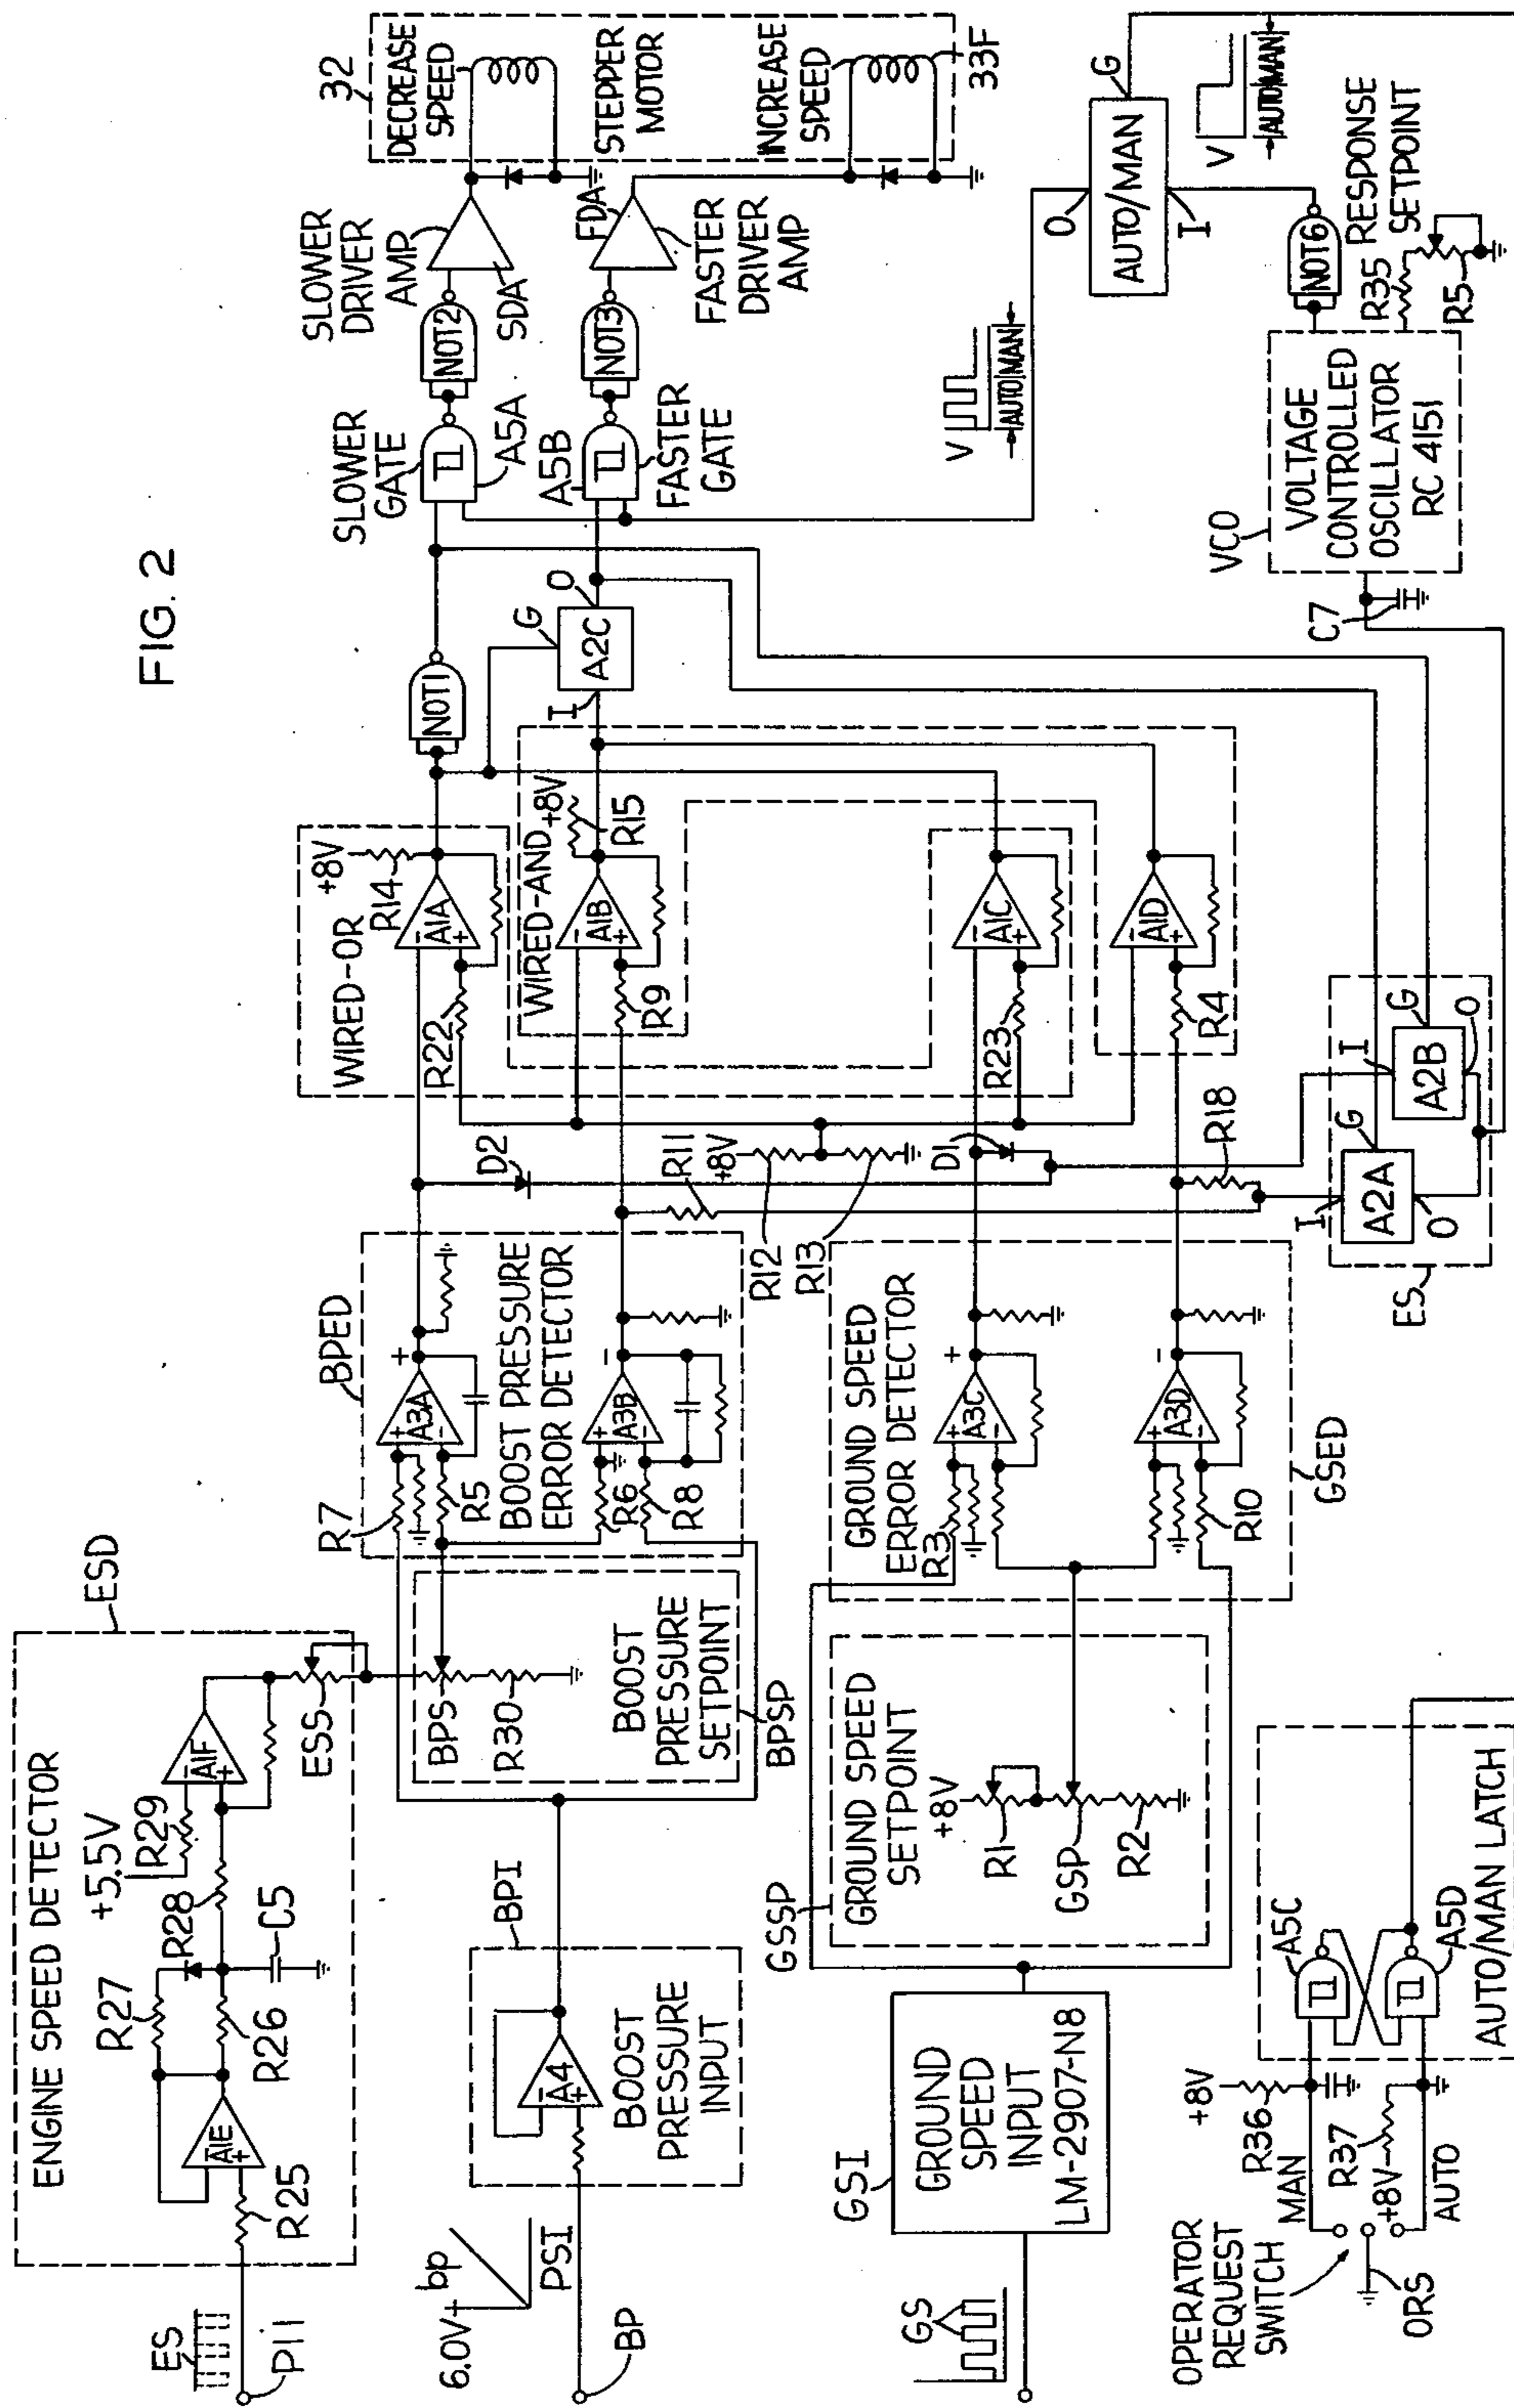 FIG. 2
ENGINE SPEED DETECTOR
ESD
ES
P11
R25
A1E
-
+
R27
R26
R28
C5
+5.5V
R29
A1F
-
+
ESS
6.0V
bp
PSI
BP
BPI
A4
-
+
BOOST
PRESSURE
INPUT
BPS
R30
BOOST
PRESSURE
SETPOINT
BPSP
BPED
R7
R5
A3A
+
-
+
BOOST PRESSURE
ERROR DETECTOR
R6
R8
A3B
+
-
-
GS
GSI
GROUND
SPEED
INPUT
LM-2907-N8
GSSP
GROUND SPEED
SETPOINT
+8V
R1
GSP
R2
GROUND SPEED
ERROR DETECTOR
R3
A3C
+
-
+
A3D
+
-
-
R10
GSED
D2
R11
+8V
R12
R13
D1
R18
WIRED-OR
+8V
R14
R22
A1A
-
+
WIRED-AND
+8V
R15
A1B
-
+
R9
R23
A1C
-
+
A1D
-
+
R4
NOT1
G
A2C
I
O
SLOWER
GATE
A5A
A5B
FASTER
GATE
NOT2
NOT3
SLOWER
DRIVER
AMP
SDA
FDA
FASTER
DRIVER
AMP
32
DECREASE
SPEED
STEPPER
MOTOR
INCREASE
SPEED
33F
ES
I
A2A
G
O
I
A2B
G
O
V
AUTO
MAN
O
AUTO/MAN
G
I
V
AUTO
MAN
NOT6
RESPONSE
SETPOINT
R35
R5
VCO
VOLTAGE
CONTROLLED
OSCILLATOR
RC 4151
C7
OPERATOR
REQUEST
SWITCH
ORS
MAN
AUTO
+8V
R36
R37
+8V
A5C
A5D
AUTO/MAN LATCH